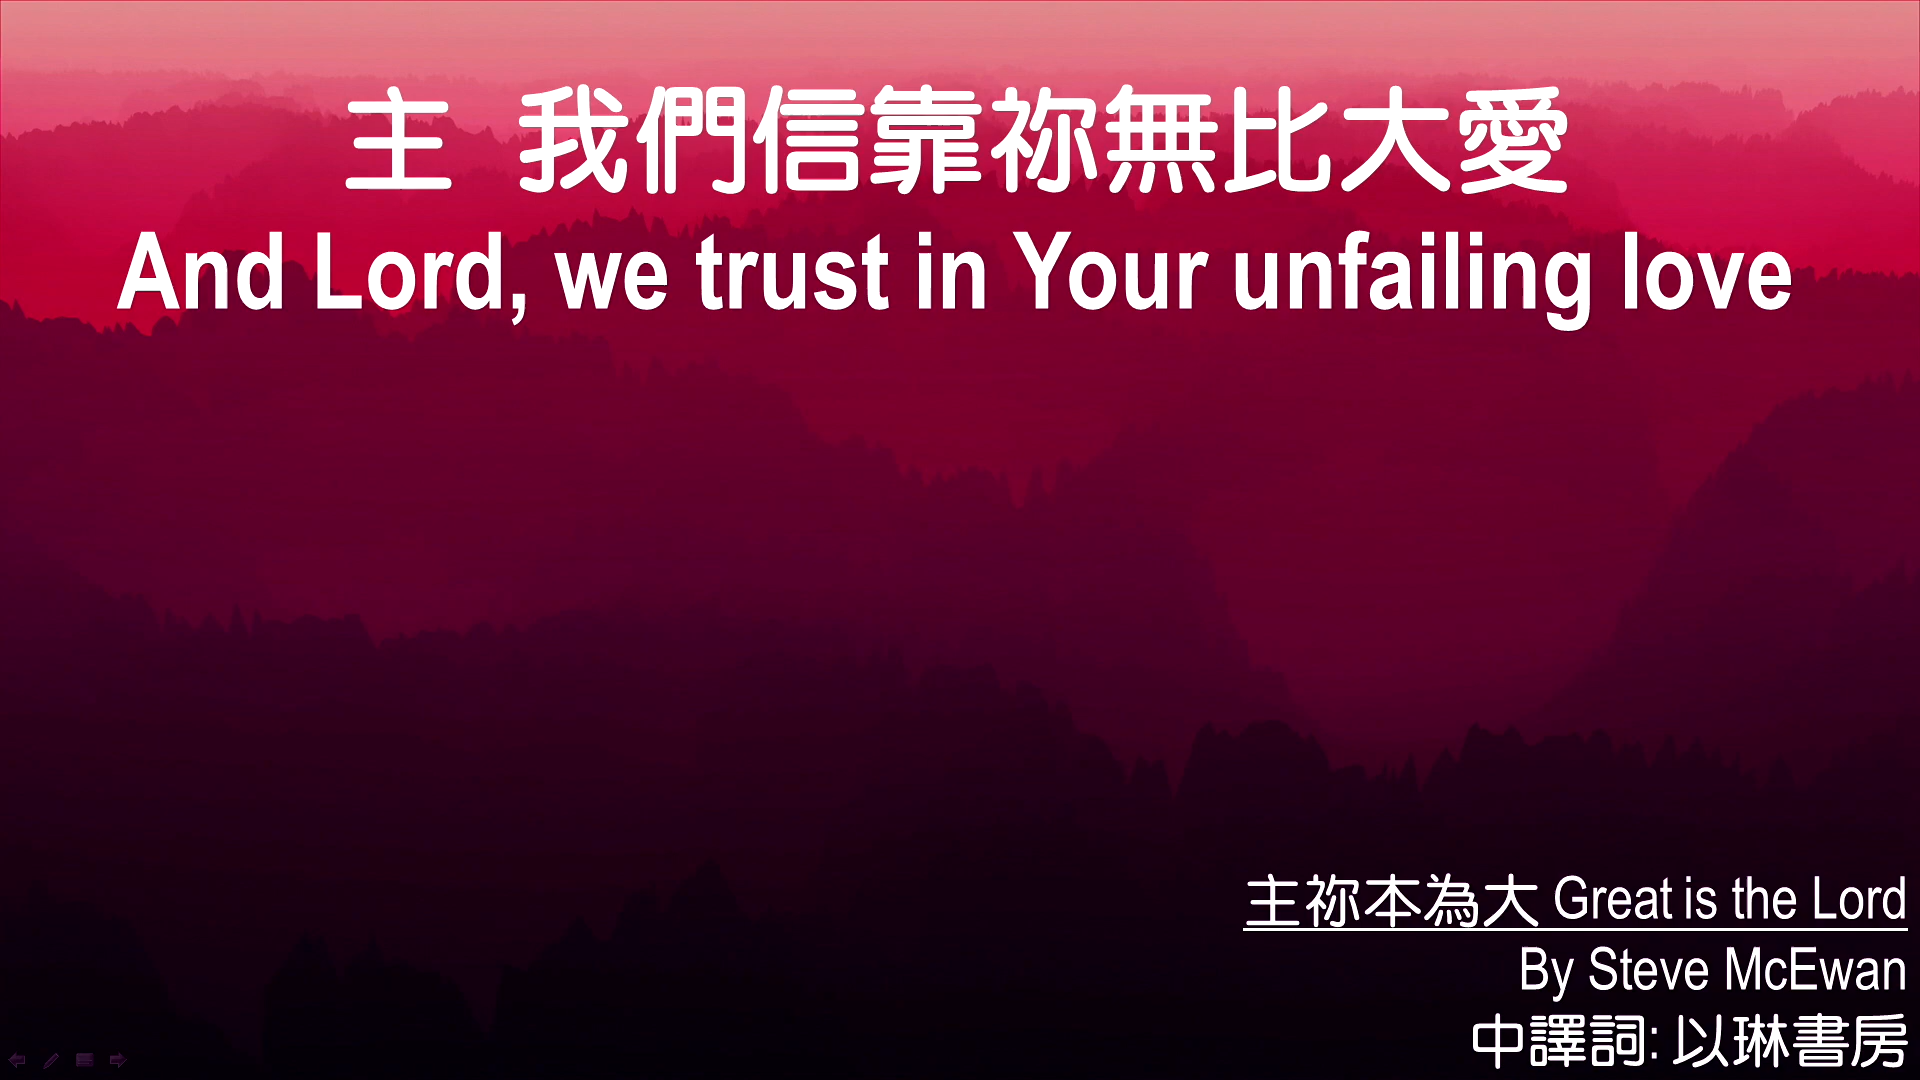 主 我們信靠祢無比大愛
And Lord, we trust in Your unfailing love
主祢本為大 Great is the Lord
By Steve McEwan
中譯詞: 以琳書房